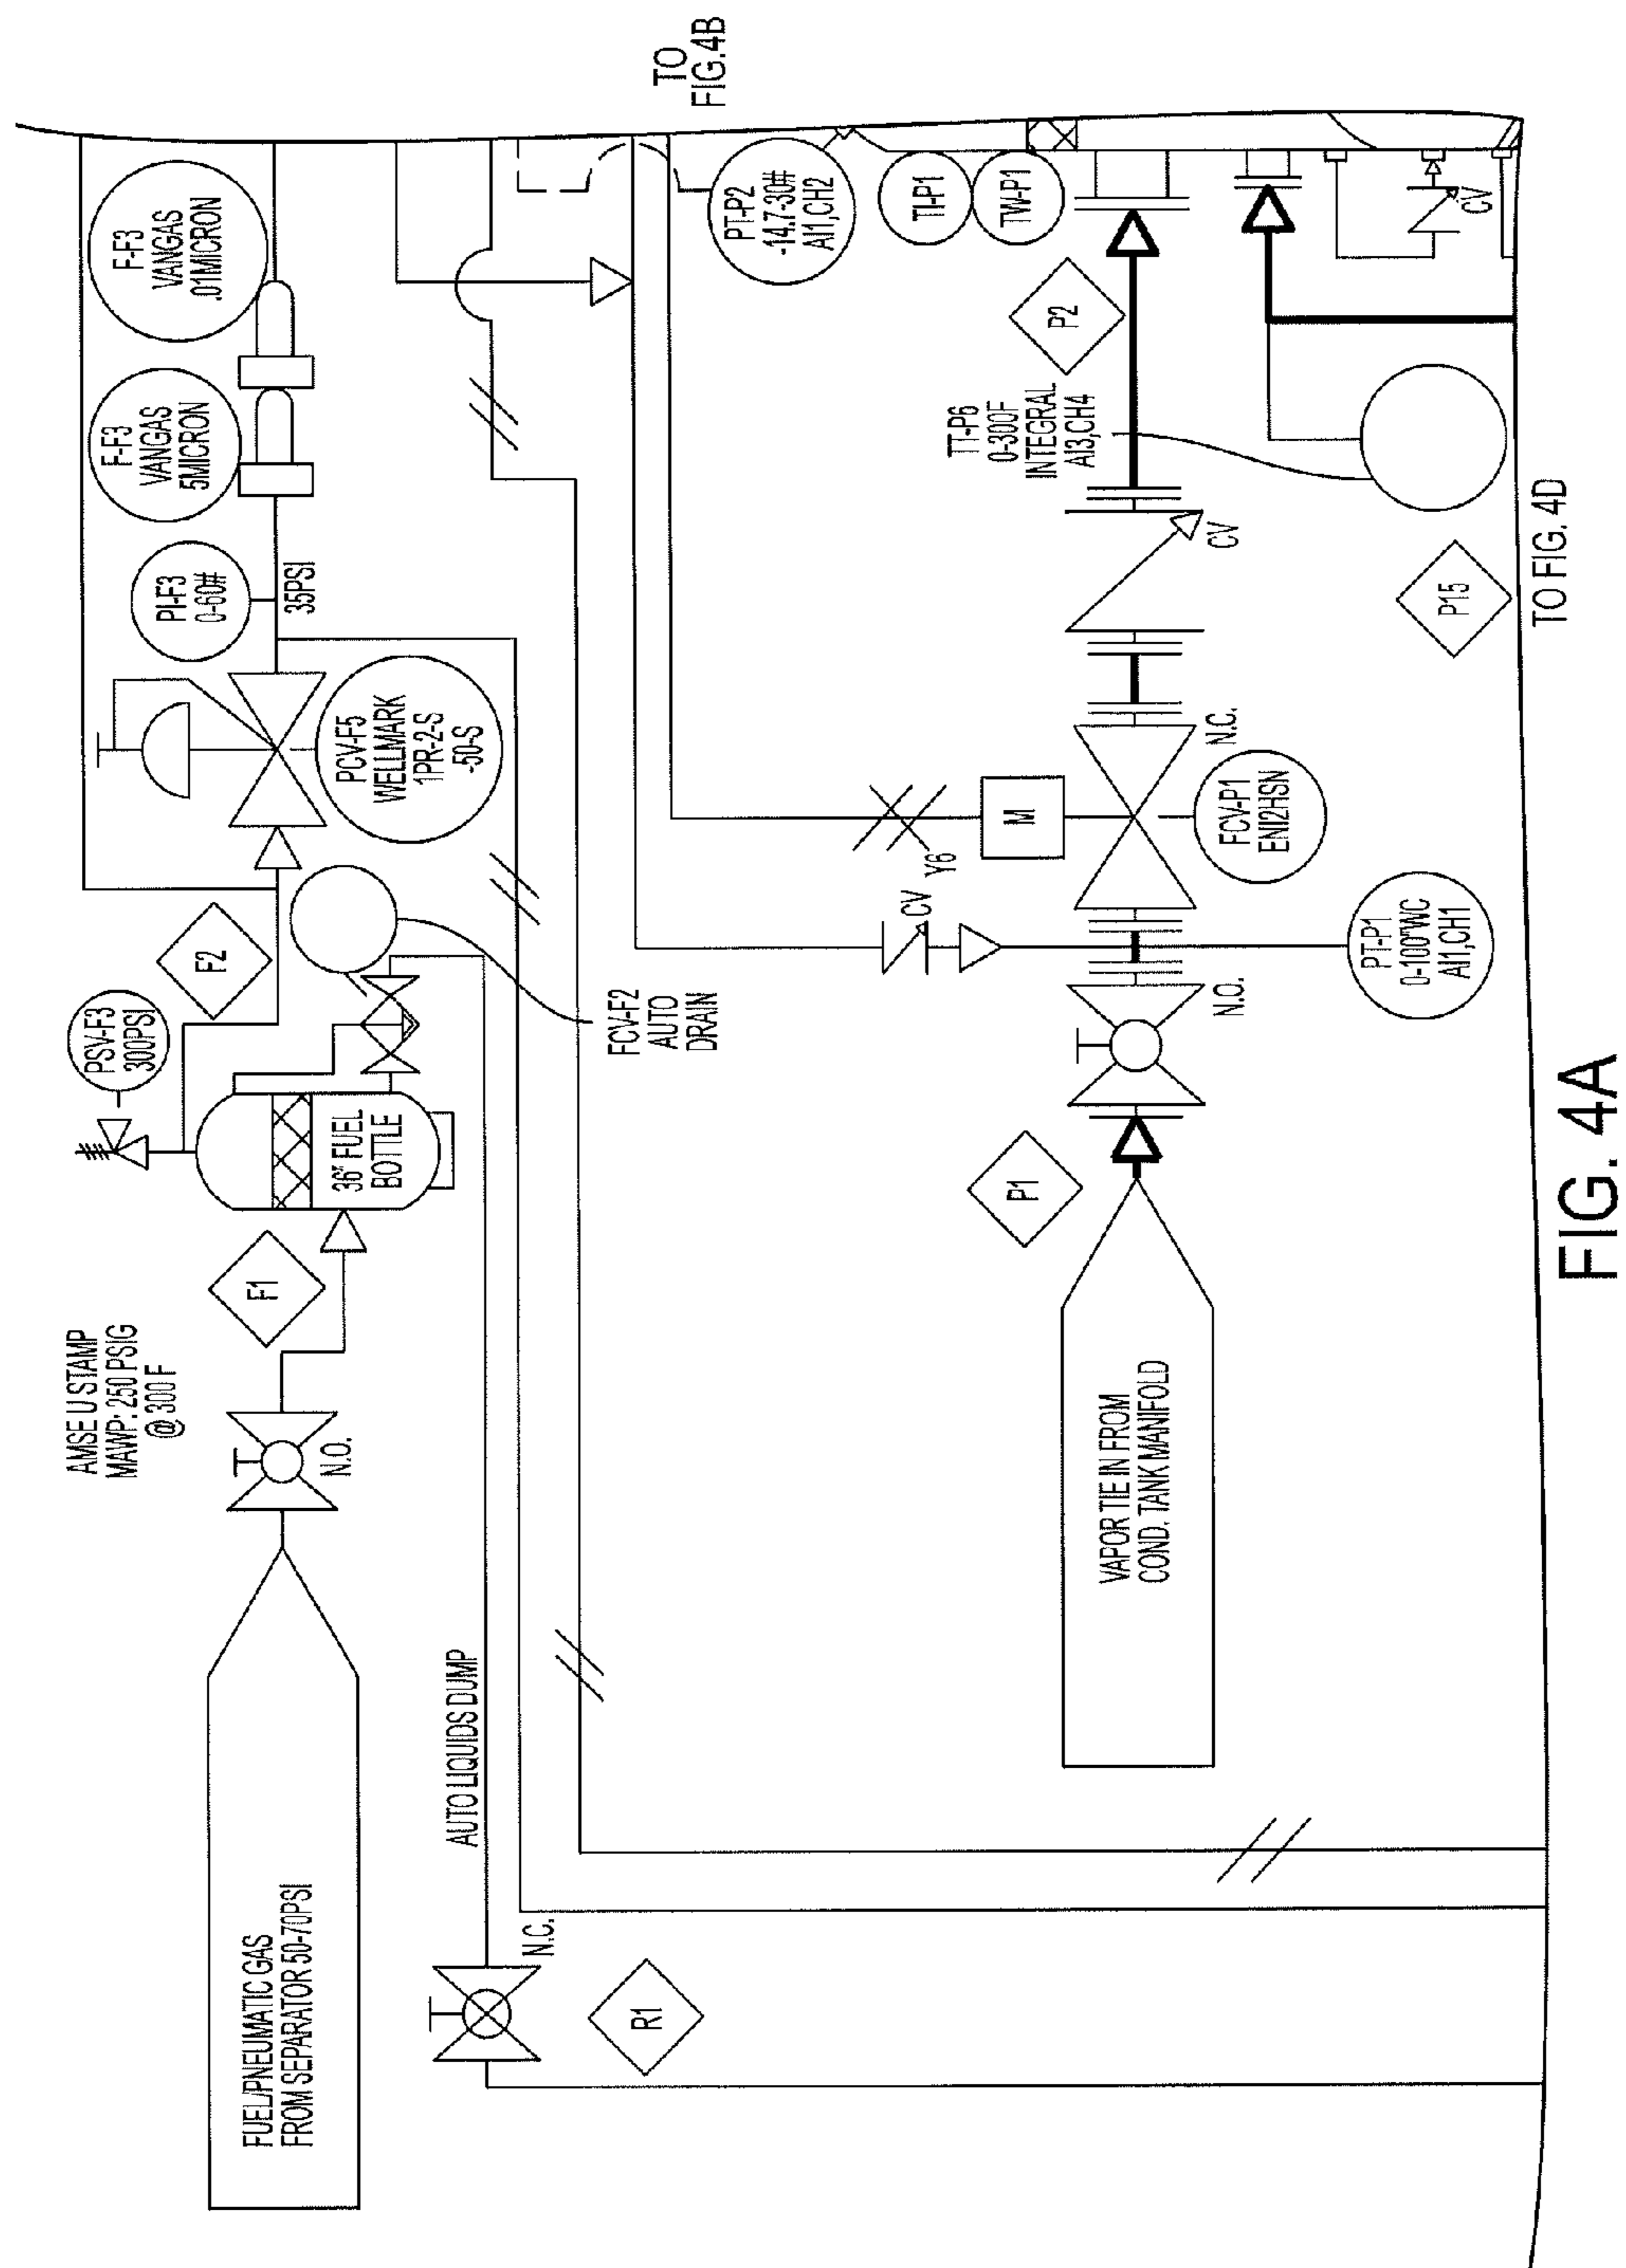 FUEL/PNEUMATIC GAS
FROM SEPARATOR 50-70PSI
N.O.
AMSE U STAMP
MAWP: 250 PSIG
@ 300 F
F1
36" FUEL
BOTTLE
PSV-F3
300PSI
F2
FCV-F2
AUTO
DRAIN
PCV-F5
WELLMARK
1PR-2-S
-50-S
PI-F3
0-60#
35PSI
F-F3
VANGAS
5MICRON
F-F3
VANGAS
.01MICRON
AUTO LIQUIDS DUMP
N.C.
R1
TO
FIG.4B
PT-P2
-14.7-30#
AI1,CH2
TI-P1
TW-P1
VAPOR TIE IN FROM
COND. TANK MANIFOLD
P1
N.O.
PT-P1
0-100"WC
AI1,CH1
CV
Y6
M
N.C.
FCV-P1
ENI2HSN
CV
TT-P6
0-300F
INTEGRAL
AI3,CH4
P2
CV
P15
TO FIG. 4D
FIG. 4A